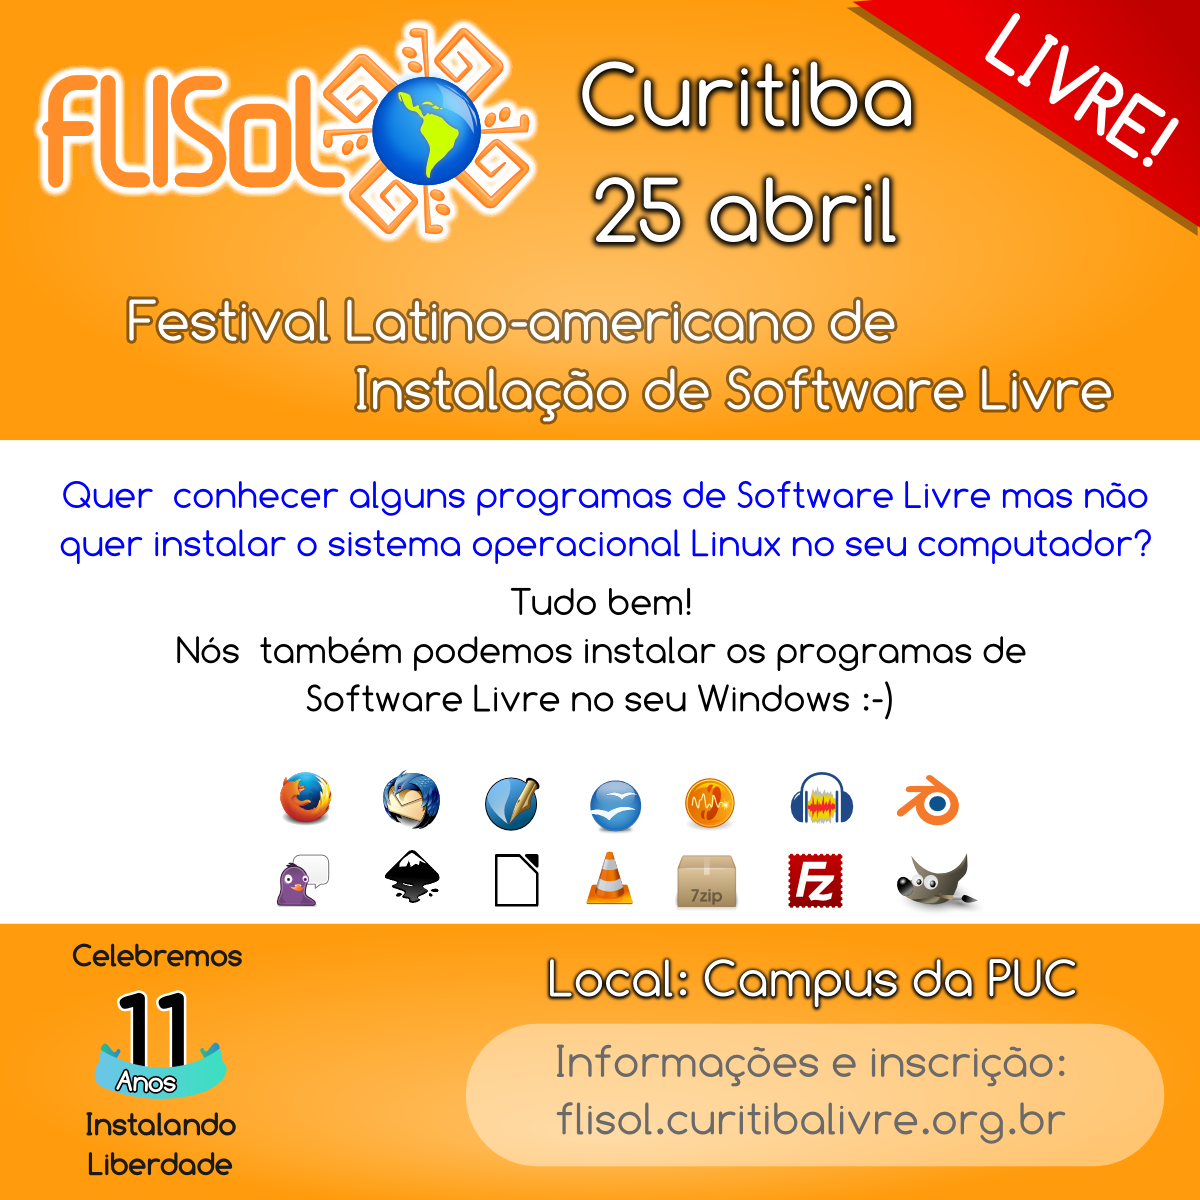 FLISoL
Curitiba
25 abril
LIVRE!
Festival Latino-americano de
Instalação de Software Livre
Quer conhecer alguns programas de Software Livre mas não
quer instalar o sistema operacional Linux no seu computador?
Tudo bem!
Nós também podemos instalar os programas de
Software Livre no seu Windows :-)
7zip
FZ
Celebremos
11
Anos
Instalando
Liberdade
Local: Campus da PUC
Informações e inscrição:
flisol.curitibalivre.org.br